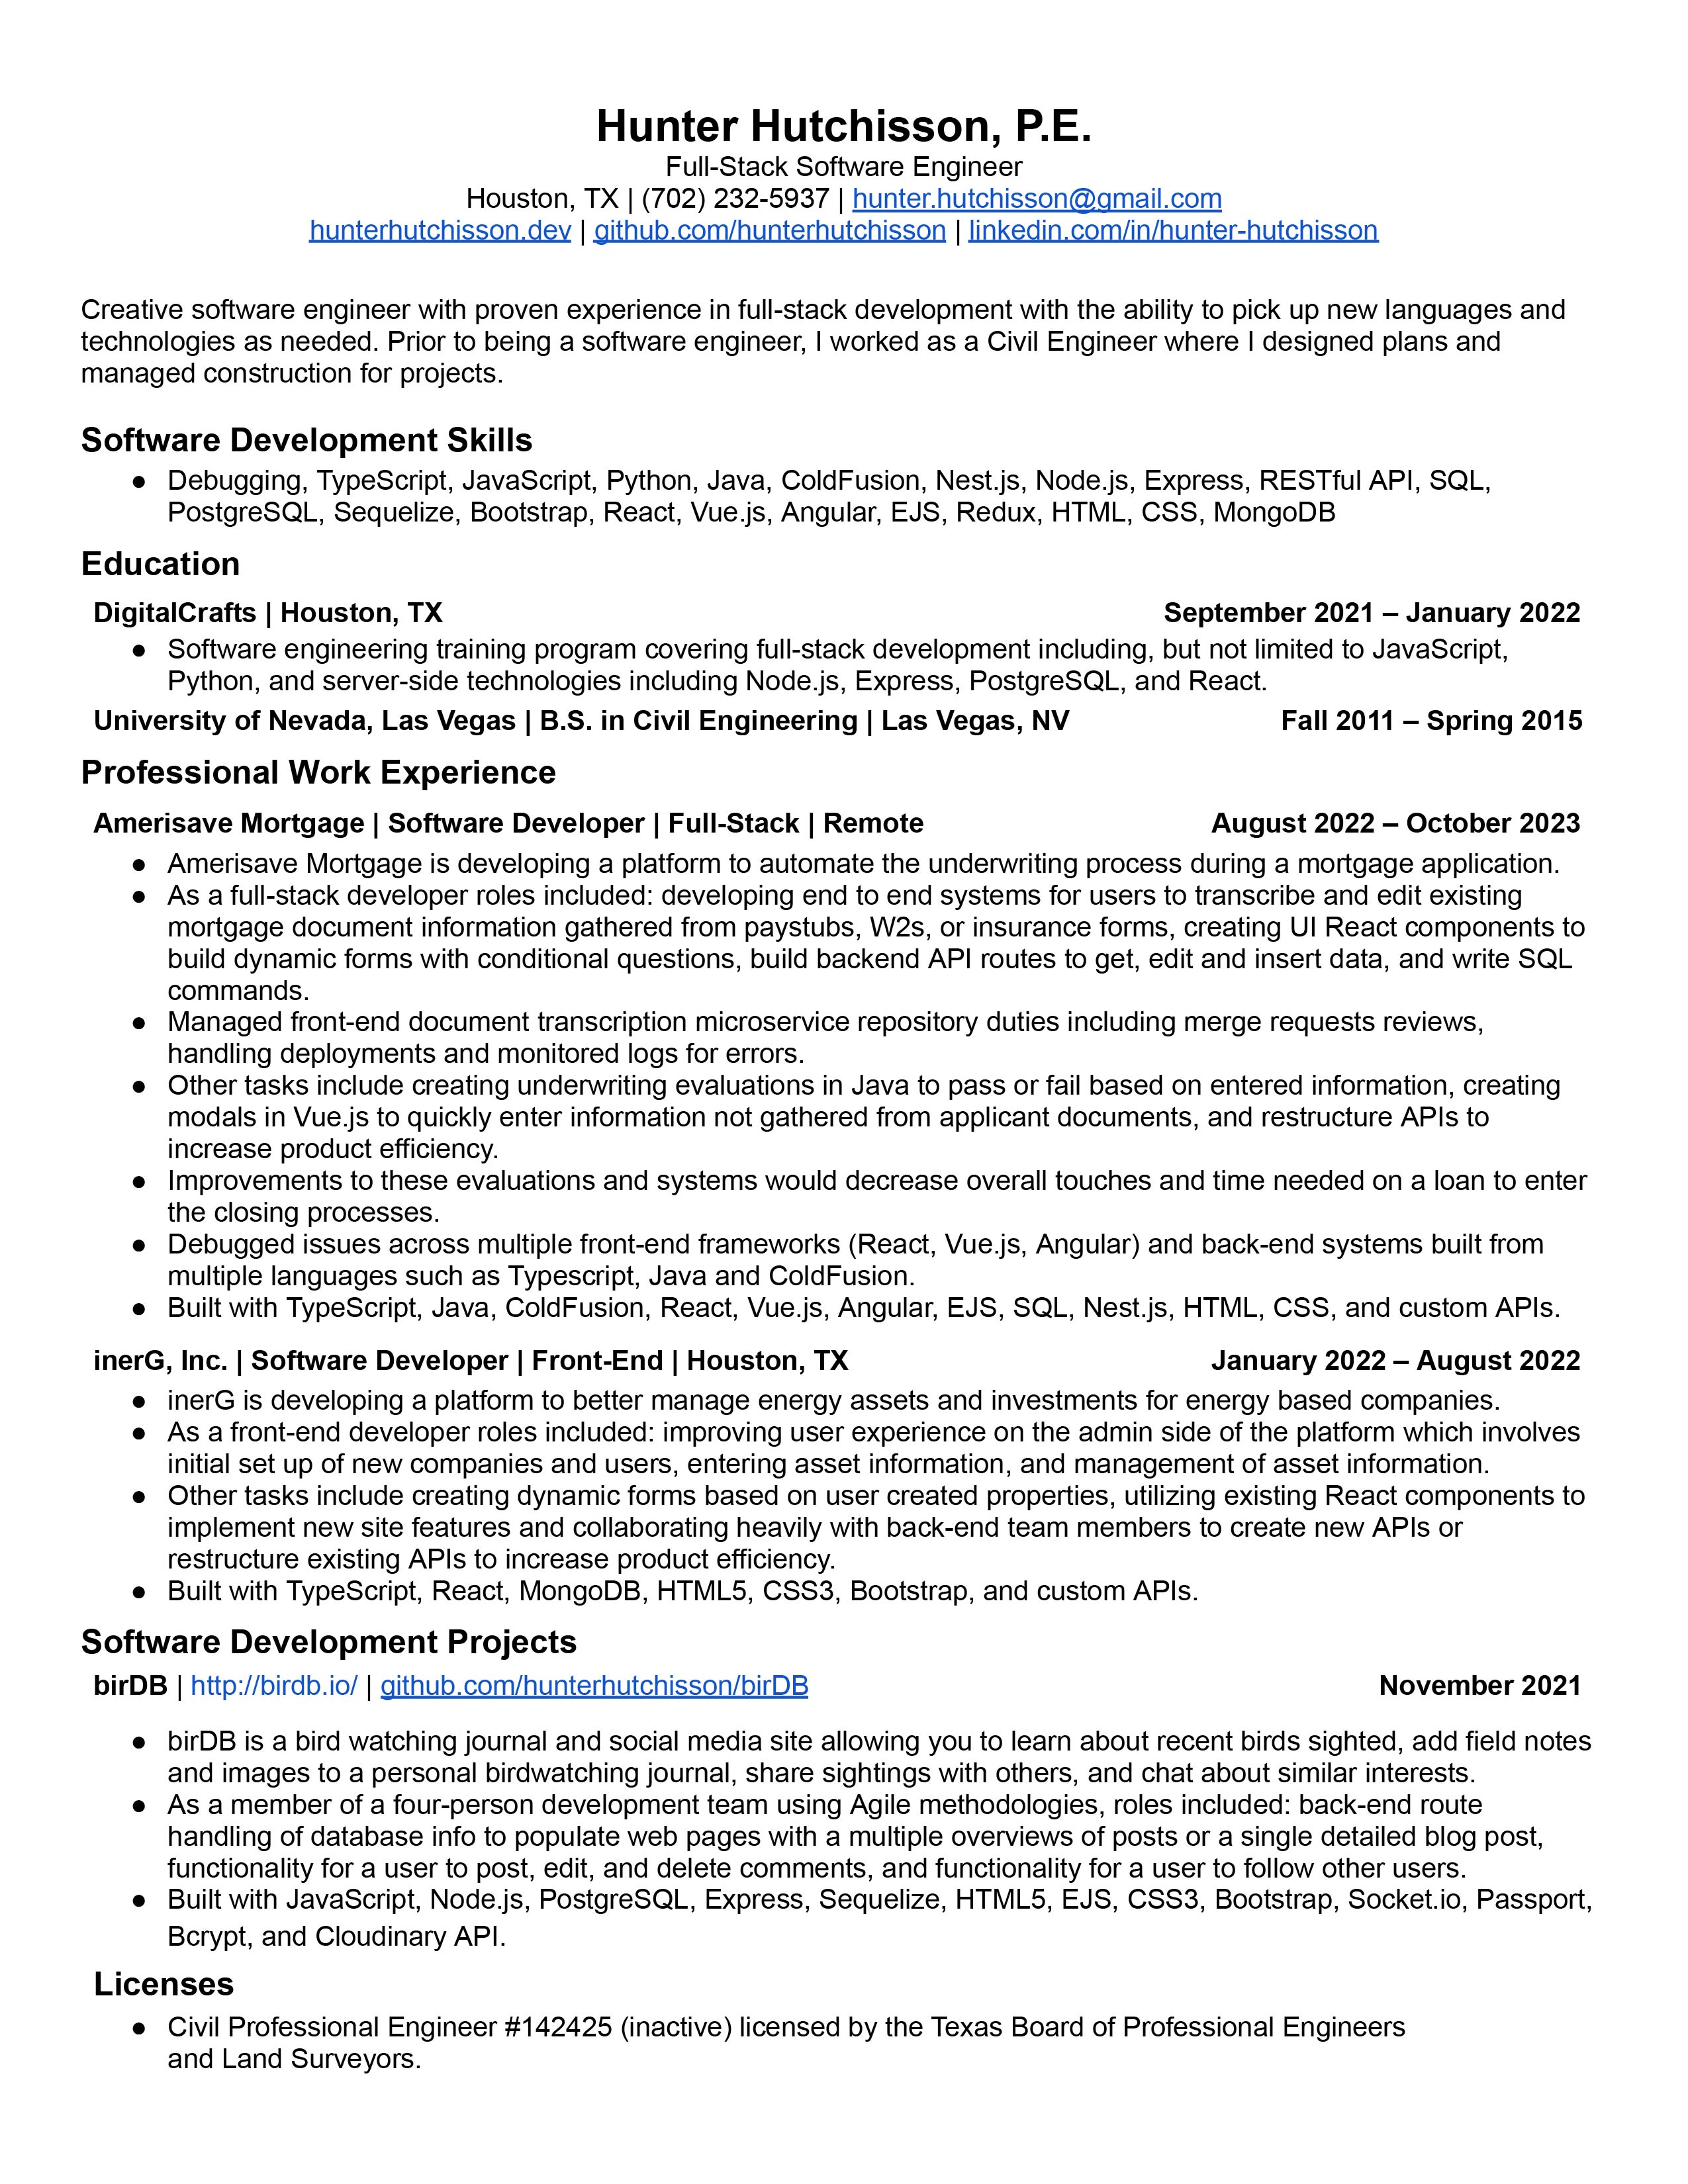 Hunter Hutchisson, P.E.
Full-Stack Software Engineer
Houston, TX | (702) 232-5937 | hunter.hutchisson@gmail.com
hunterhutchisson.dev | github.com/hunterhutchisson | linkedin.com/in/hunter-hutchisson
Creative software engineer with proven experience in full-stack development with the ability to pick up new languages and
technologies as needed. Prior to being a software engineer, I worked as a Civil Engineer where I designed plans and
managed construction for projects.
Software Development Skills
● Debugging, TypeScript, JavaScript, Python, Java, ColdFusion, Nest.js, Node.js, Express, RESTful API, SQL,
PostgreSQL, Sequelize, Bootstrap, React, Vue.js, Angular, EJS, Redux, HTML, CSS, MongoDB
Education
DigitalCrafts | Houston, TX September 2021 – January 2022
● Software engineering training program covering full-stack development including, but not limited to JavaScript,
Python, and server-side technologies including Node.js, Express, PostgreSQL, and React.
University of Nevada, Las Vegas | B.S. in Civil Engineering | Las Vegas, NV Fall 2011 – Spring 2015
Professional Work Experience
Amerisave Mortgage | Software Developer | Full-Stack | Remote August 2022 – October 2023
● Amerisave Mortgage is developing a platform to automate the underwriting process during a mortgage application.
● As a full-stack developer roles included: developing end to end systems for users to transcribe and edit existing
mortgage document information gathered from paystubs, W2s, or insurance forms, creating UI React components to
build dynamic forms with conditional questions, build backend API routes to get, edit and insert data, and write SQL
commands.
● Managed front-end document transcription microservice repository duties including merge requests reviews,
handling deployments and monitored logs for errors.
● Other tasks include creating underwriting evaluations in Java to pass or fail based on entered information, creating
modals in Vue.js to quickly enter information not gathered from applicant documents, and restructure APIs to
increase product efficiency.
● Improvements to these evaluations and systems would decrease overall touches and time needed on a loan to enter
the closing processes.
● Debugged issues across multiple front-end frameworks (React, Vue.js, Angular) and back-end systems built from
multiple languages such as Typescript, Java and ColdFusion.
● Built with TypeScript, Java, ColdFusion, React, Vue.js, Angular, EJS, SQL, Nest.js, HTML, CSS, and custom APIs.
inerG, Inc. | Software Developer | Front-End | Houston, TX January 2022 – August 2022
● inerG is developing a platform to better manage energy assets and investments for energy based companies.
● As a front-end developer roles included: improving user experience on the admin side of the platform which involves
initial set up of new companies and users, entering asset information, and management of asset information.
● Other tasks include creating dynamic forms based on user created properties, utilizing existing React components to
implement new site features and collaborating heavily with back-end team members to create new APIs or
restructure existing APIs to increase product efficiency.
● Built with TypeScript, React, MongoDB, HTML5, CSS3, Bootstrap, and custom APIs.
Software Development Projects
birDB | http://birdb.io/ | github.com/hunterhutchisson/birDB November 2021
● birDB is a bird watching journal and social media site allowing you to learn about recent birds sighted, add field notes
and images to a personal birdwatching journal, share sightings with others, and chat about similar interests.
● As a member of a four-person development team using Agile methodologies, roles included: back-end route
handling of database info to populate web pages with a multiple overviews of posts or a single detailed blog post,
functionality for a user to post, edit, and delete comments, and functionality for a user to follow other users.
● Built with JavaScript, Node.js, PostgreSQL, Express, Sequelize, HTML5, EJS, CSS3, Bootstrap, Socket.io, Passport,
Bcrypt, and Cloudinary API.
Licenses
● Civil Professional Engineer #142425 (inactive) licensed by the Texas Board of Professional Engineers
and Land Surveyors.